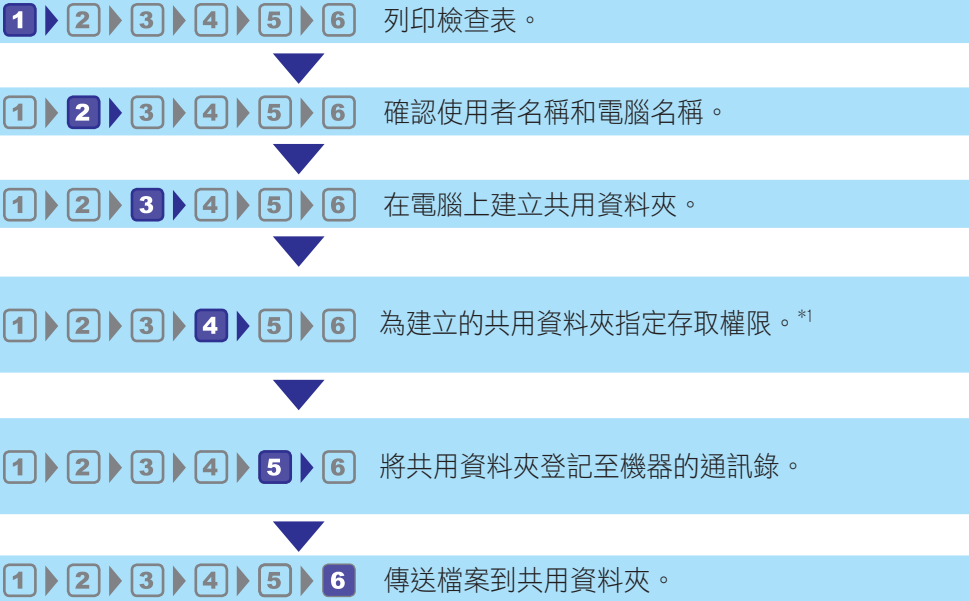 1 2 3 4 5 6 列印檢查表。
1 2 3 4 5 6 確認使用者名稱和電腦名稱。
1 2 3 4 5 6 在電腦上建立共用資料夾。
1 2 3 4 5 6 為建立的共用資料夾指定存取權限。*1
1 2 3 4 5 6 將共用資料夾登記至機器的通訊錄。
1 2 3 4 5 6 傳送檔案到共用資料夾。